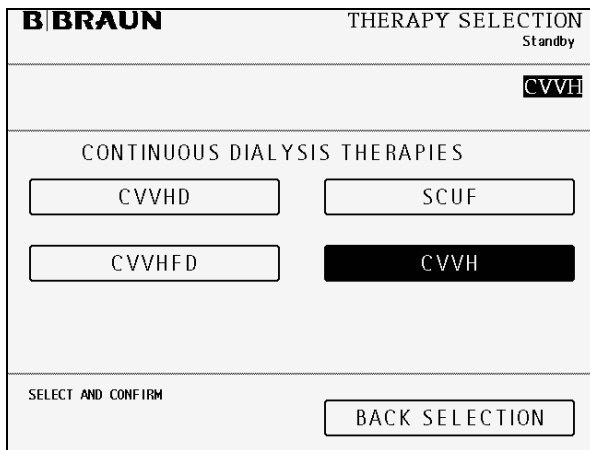 B|BRAUN
THERAPY SELECTION
Standby
CVVH
CONTINUOUS DIALYSIS THERAPIES
CVVHD
SCUF
CVVHFD
CVVH
SELECT AND CONFIRM
BACK SELECTION